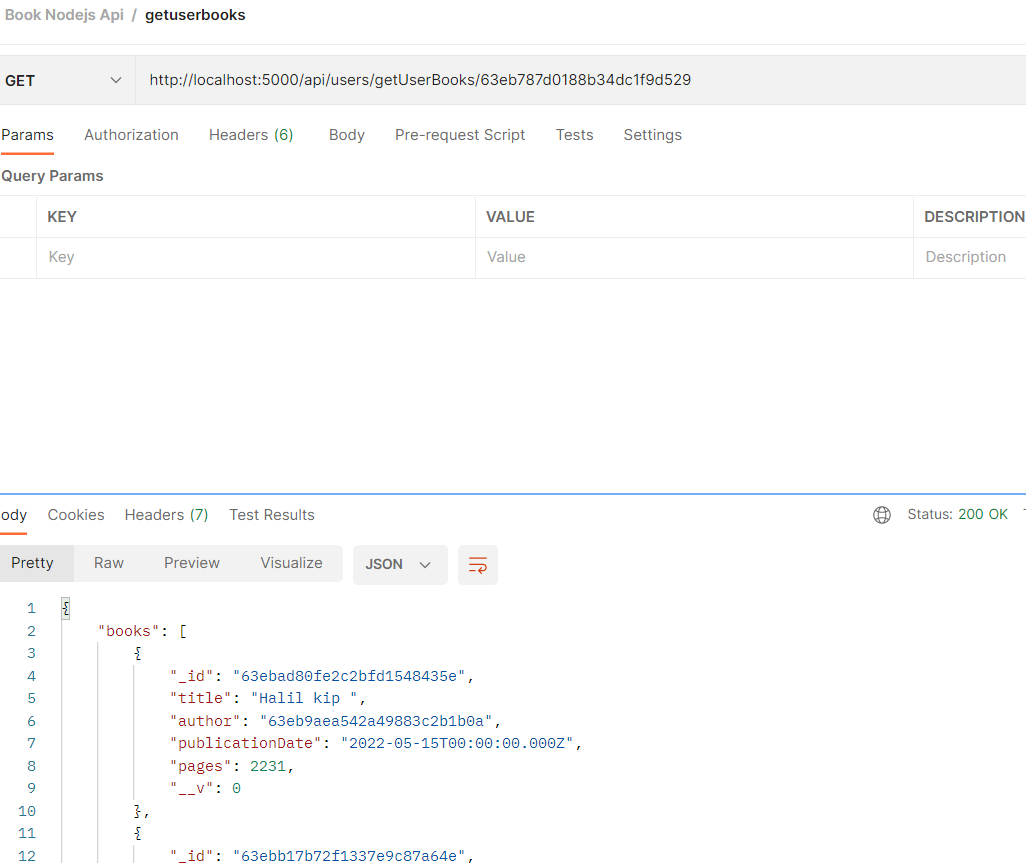 Book Nodejs Api / getuserbooks
GET http://localhost:5000/api/users/getUserBooks/63eb787d0188b34dc1f9d529
Params Authorization Headers (6) Body Pre-request Script Tests Settings
Query Params
KEY VALUE DESCRIPTION
Key Value Description
ody Cookies Headers (7) Test Results Status: 200 OK
Pretty Raw Preview Visualize JSON
1 {
2 "books": [
3 {
4 "_id": "63ebad80fe2c2bfd1548435e",
5 "title": "Halil kip ",
6 "author": "63eb9aea542a49883c2b1b0a",
7 "publicationDate": "2022-05-15T00:00:00.000Z",
8 "pages": 2231,
9 "__v": 0
10 },
11 {
12 "_id": "63ebb17b72f1337e9c87a64e",